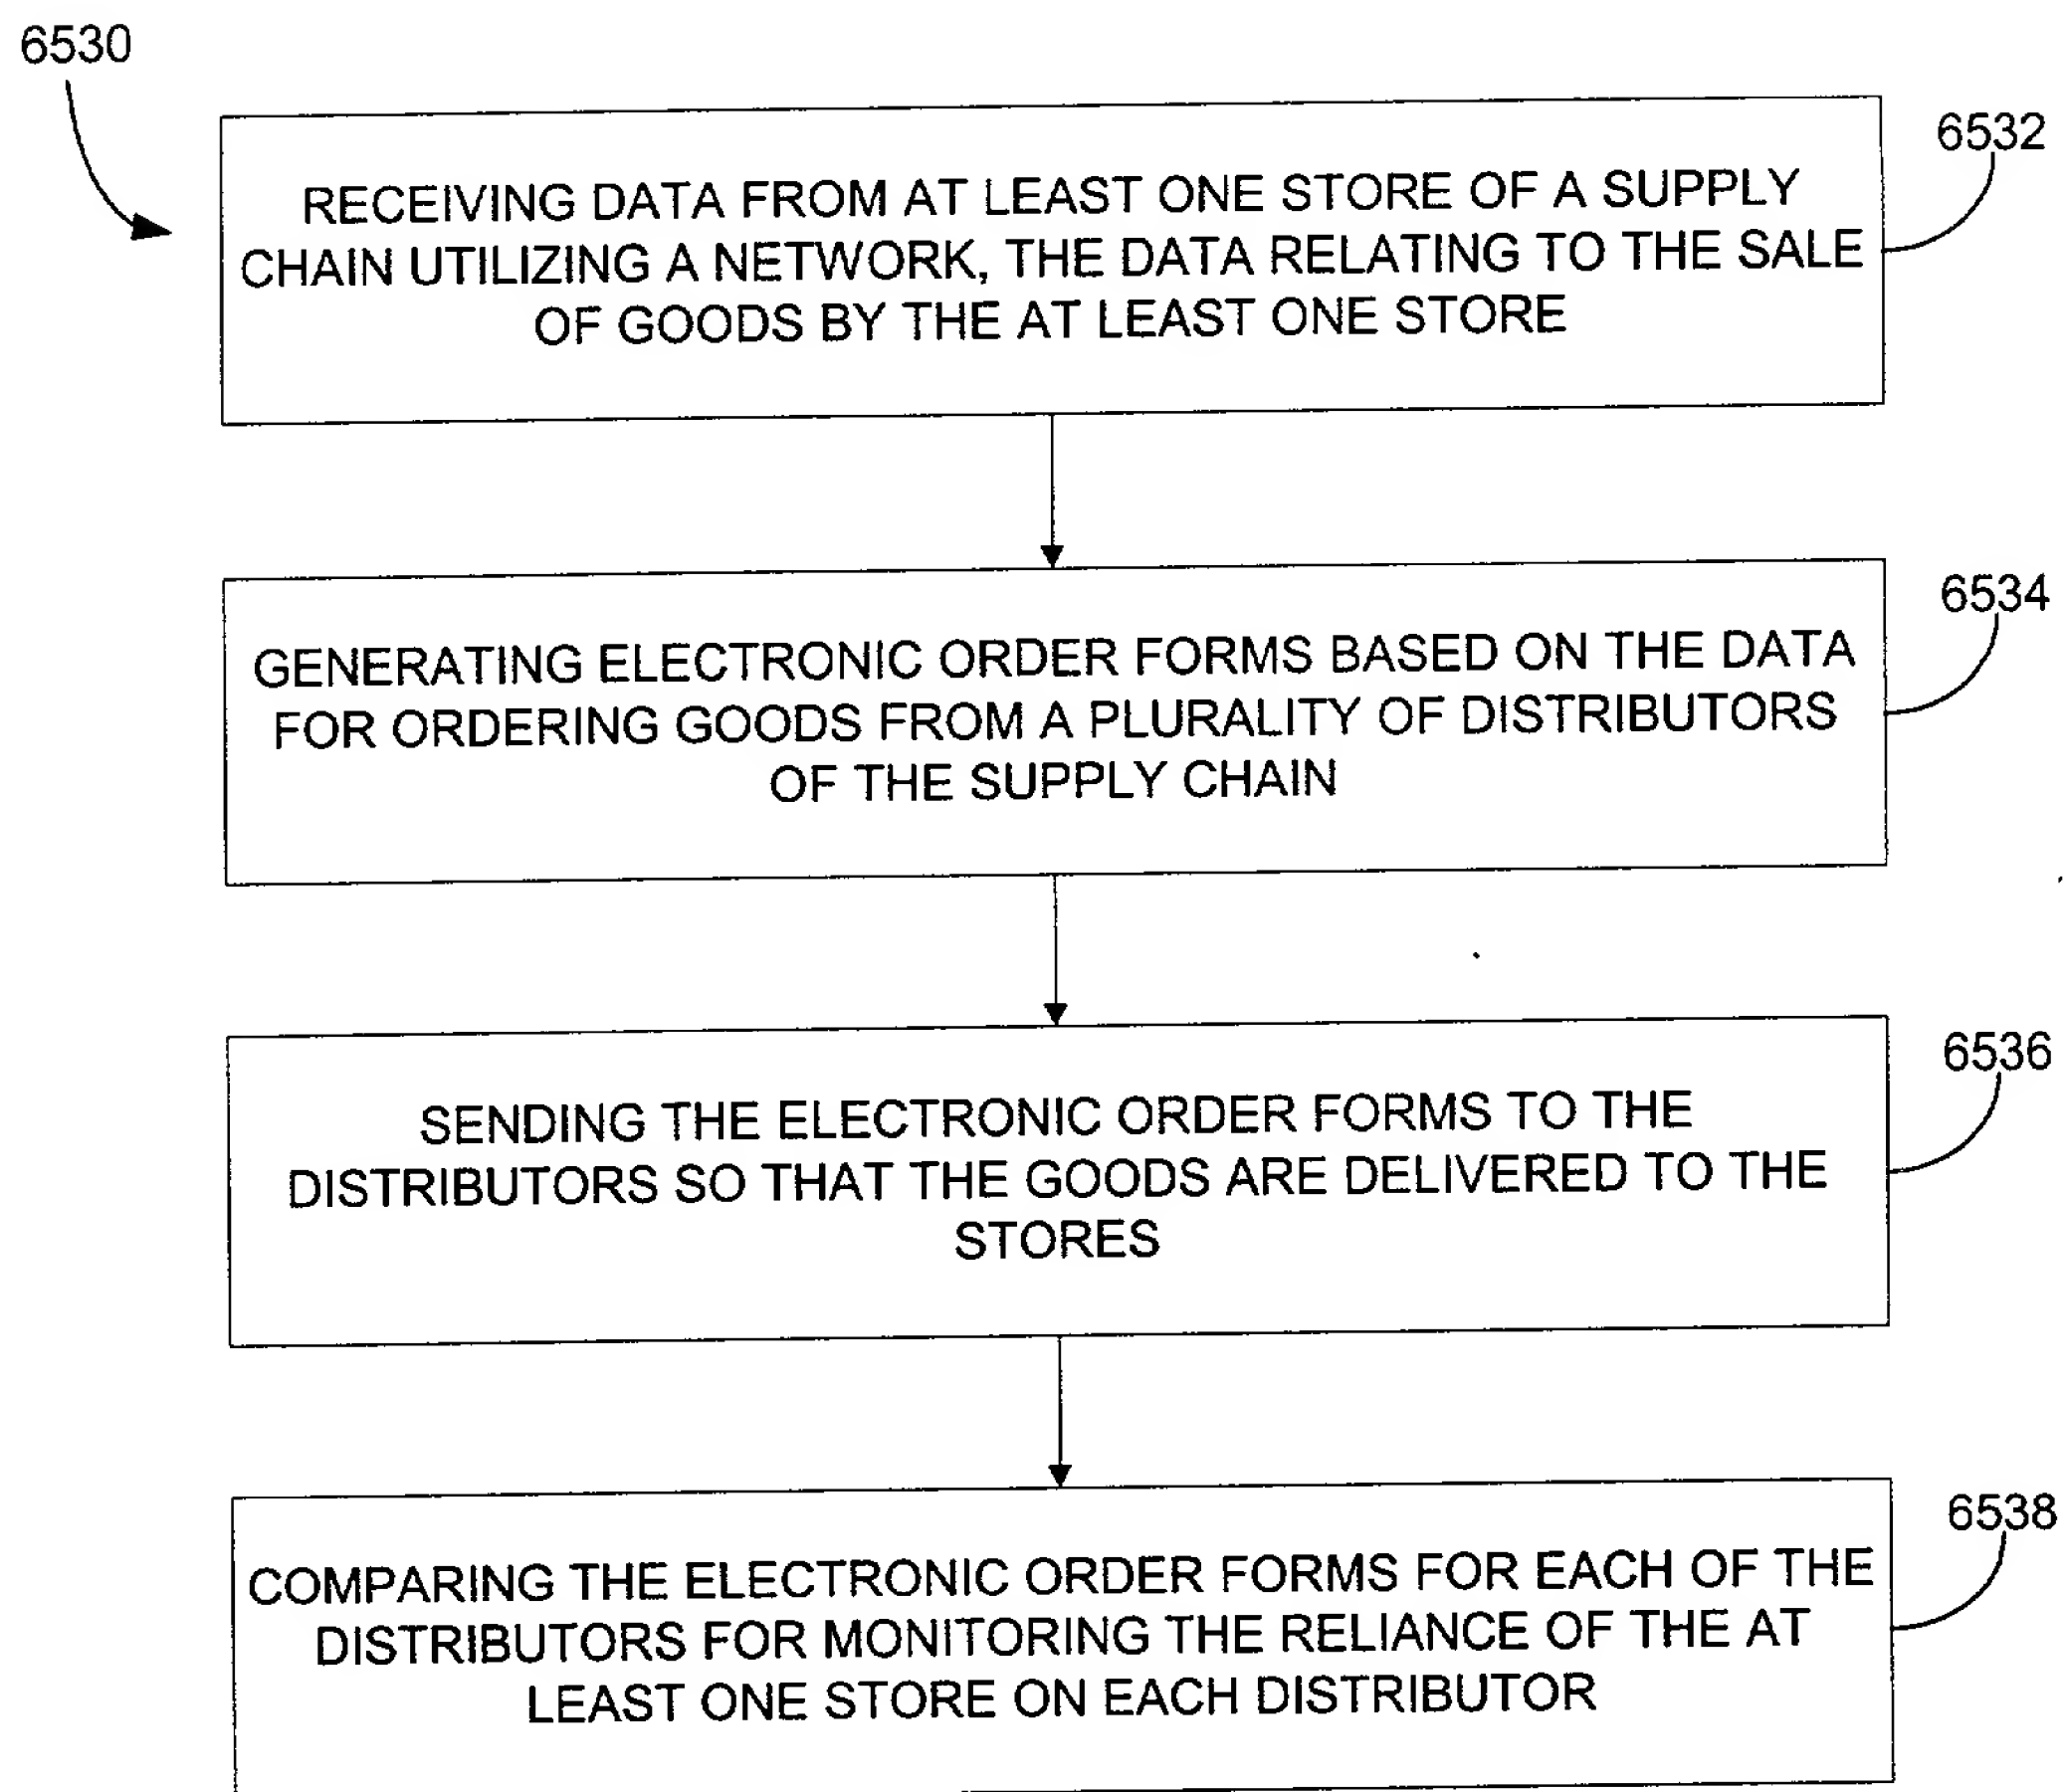 6530
6532
RECEIVING DATA FROM AT LEAST ONE STORE OF A SUPPLY
CHAIN UTILIZING A NETWORK, THE DATA RELATING TO THE SALE
OF GOODS BY THE AT LEAST ONE STORE
6534
GENERATING ELECTRONIC ORDER FORMS BASED ON THE DATA
FOR ORDERING GOODS FROM A PLURALITY OF DISTRIBUTORS
OF THE SUPPLY CHAIN
6536
SENDING THE ELECTRONIC ORDER FORMS TO THE
DISTRIBUTORS SO THAT THE GOODS ARE DELIVERED TO THE
STORES
6538
COMPARING THE ELECTRONIC ORDER FORMS FOR EACH OF THE
DISTRIBUTORS FOR MONITORING THE RELIANCE OF THE AT
LEAST ONE STORE ON EACH DISTRIBUTOR